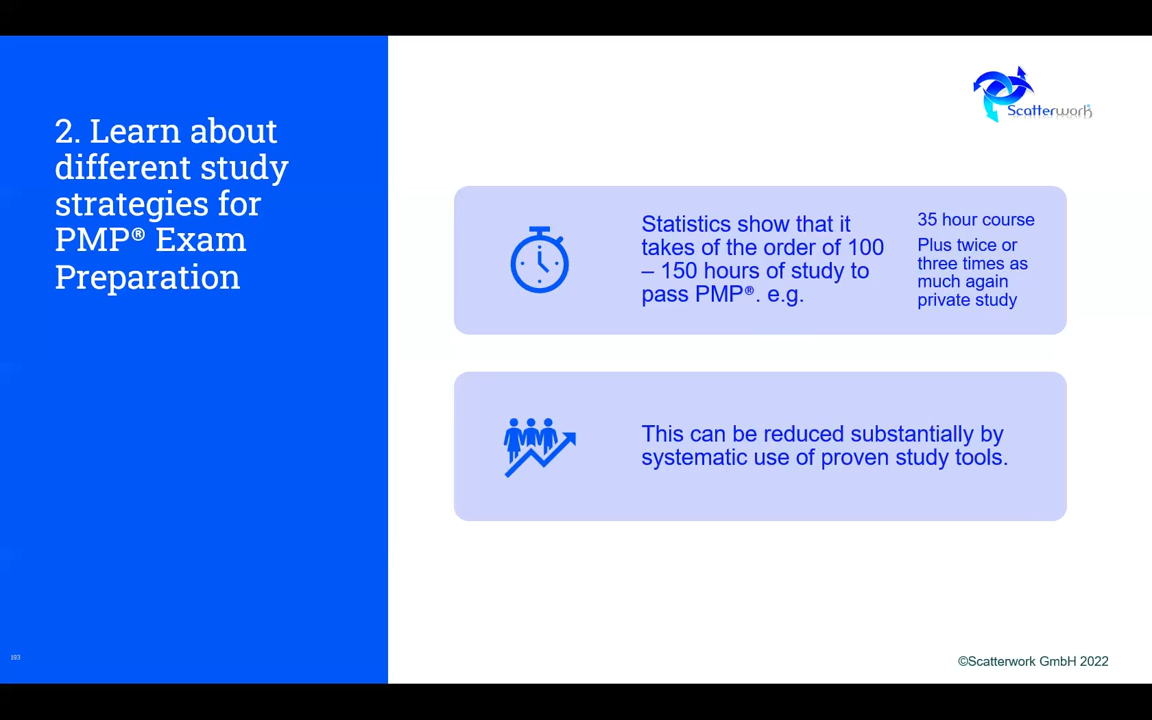 2. Learn about
different study
strategies for
PMP® Exam
Preparation
Scatterwork
Statistics show that it
takes of the order of 100
– 150 hours of study to
pass PMP®. e.g.
35 hour course
Plus twice or
three times as
much again
private study
This can be reduced substantially by
systematic use of proven study tools.
193
©Scatterwork GmbH 2022